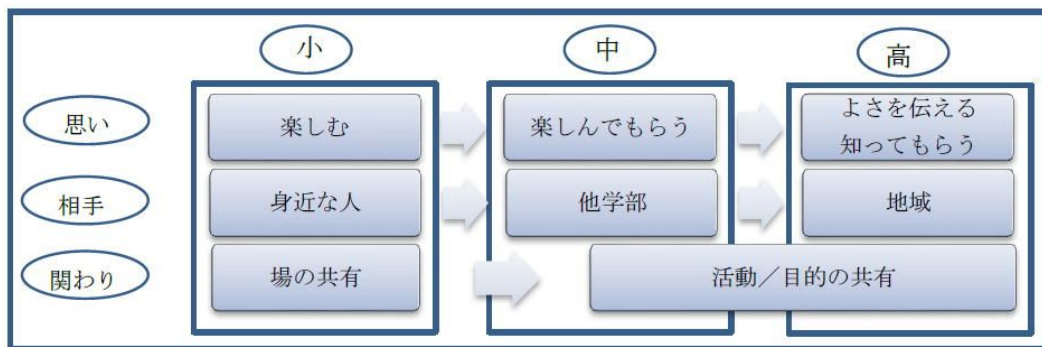 小
中
高
思い
楽しむ
楽しんでもらう
よさを伝える
知ってもらう
相手
身近な人
他学部
地域
関わり
場の共有
活動／目的の共有